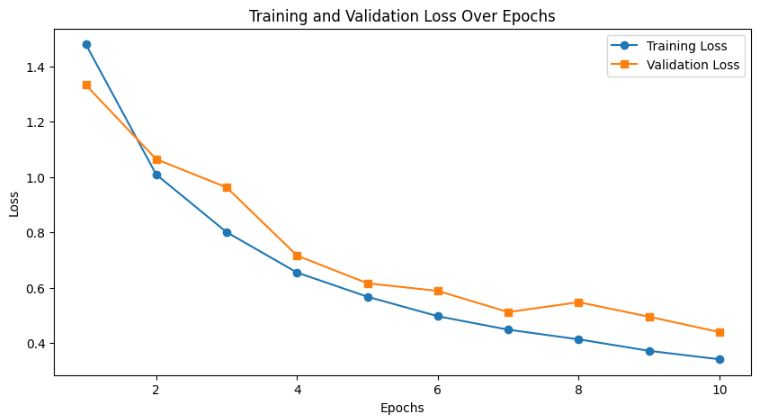 Training and Validation Loss Over Epochs
Training Loss
Validation Loss
Loss
1.4
1.2
1.0
0.8
0.6
0.4
2
4
6
8
10
Epochs